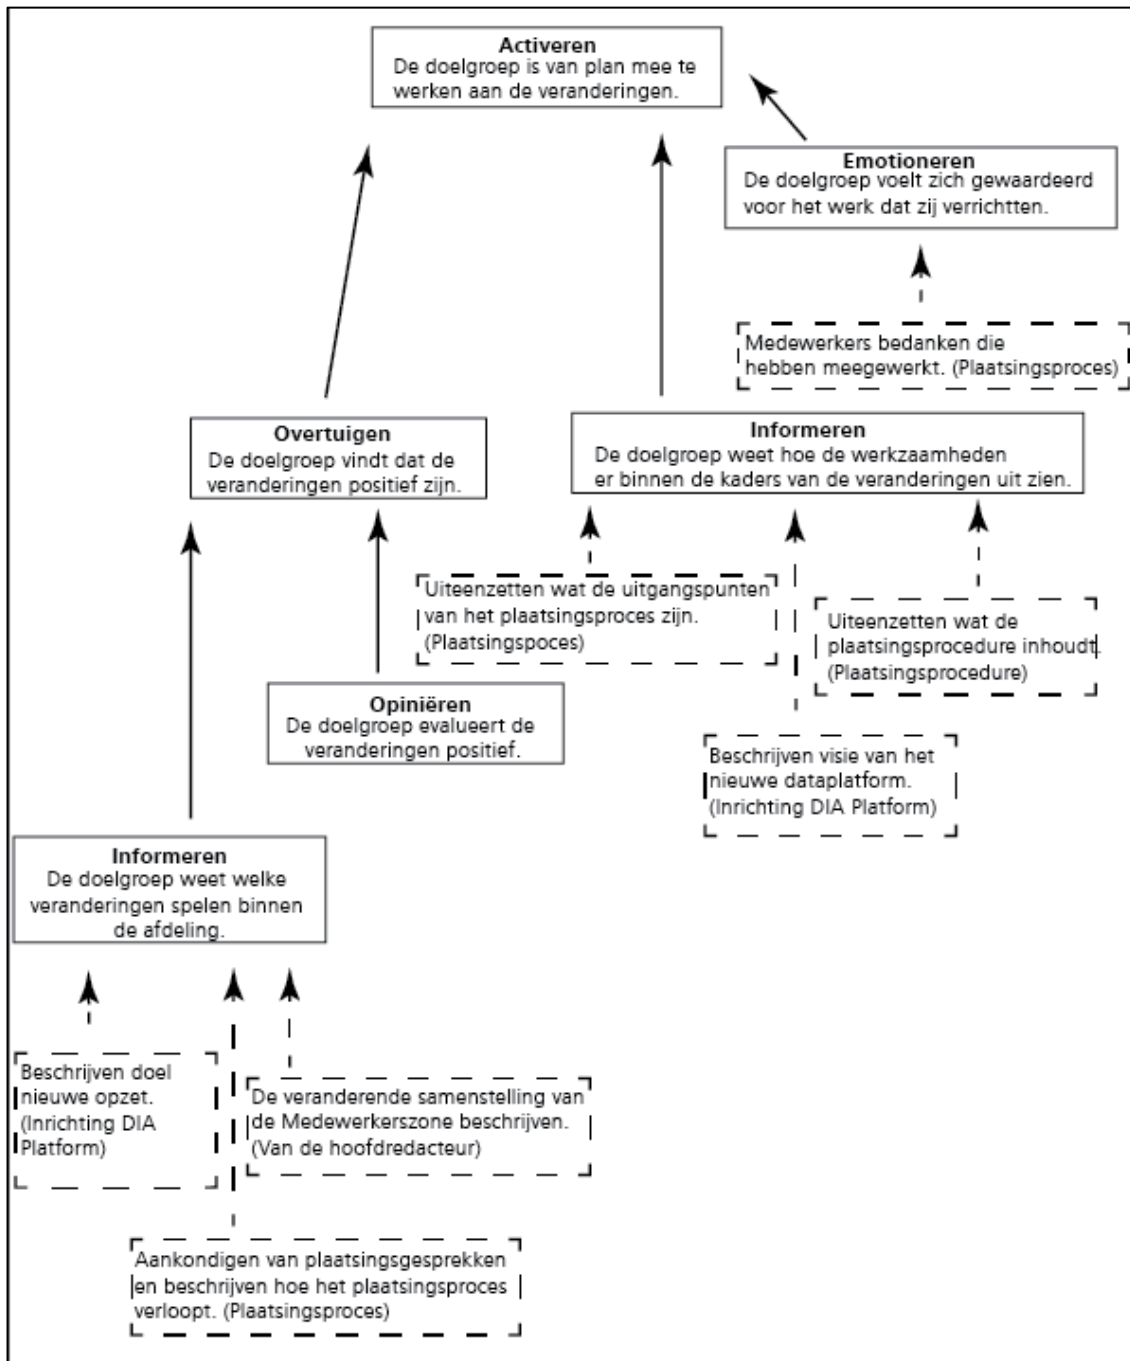 Activeren
De doelgroep is van plan mee te
werken aan de veranderingen.
Emotioneren
De doelgroep voelt zich gewaardeerd
voor het werk dat zij verrichtten.
Medewerkers bedanken die
hebben meegewerkt. (Plaatsingsproces)
Overtuigen
De doelgroep vindt dat de
veranderingen positief zijn.
Informeren
De doelgroep weet hoe de werkzaamheden
er binnen de kaders van de veranderingen uit zien.
Uiteenzetten wat de uitgangspunten
van het plaatsingsproces zijn.
(Plaatsingspoces)
Uiteenzetten wat de
plaatsingsprocedure inhoudt.
(Plaatsingsprocedure)
Opiniëren
De doelgroep evalueert de
veranderingen positief.
Beschrijven visie van het
nieuwe dataplatform.
(Inrichting DIA Platform)
Informeren
De doelgroep weet welke
veranderingen spelen binnen
de afdeling.
Beschrijven doel
nieuwe opzet.
(Inrichting DIA
Platform)
De veranderende samenstelling van
de Medewerkerszone beschrijven.
(Van de hoofdredacteur)
Aankondigen van plaatsingsgesprekken
en beschrijven hoe het plaatsingsproces
verloopt. (Plaatsingsproces)